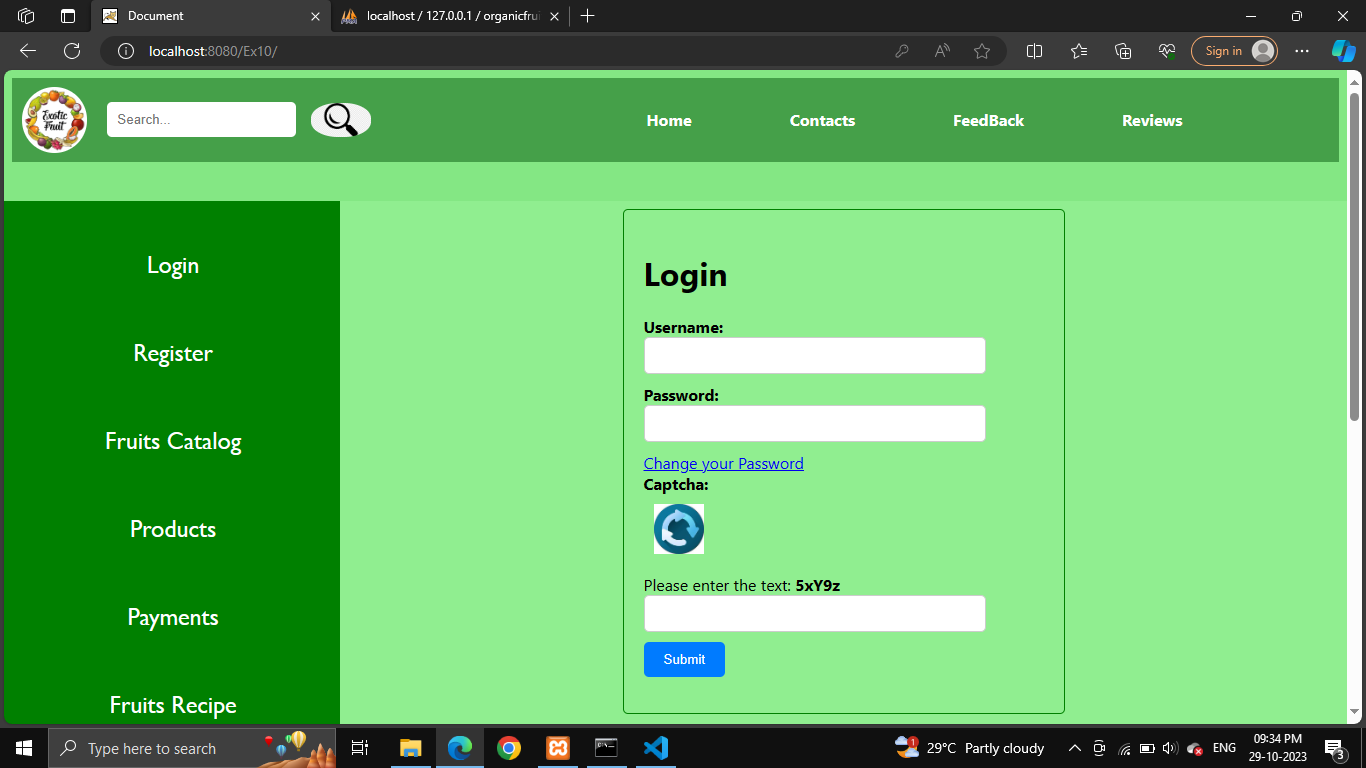 Document
localhost / 127.0.0.1 / organicfrui
localhost:8080/Ex10/
Sign in
Exotic
Fruit
Search...
Home
Contacts
FeedBack
Reviews
Login
Register
Fruits Catalog
Products
Payments
Fruits Recipe
Login
Username:
Password:
Change your Password
Captcha:
Please enter the text: 5xY9z
Submit
Type here to search
1
29°C Partly cloudy
ENG
09:34 PM
29-10-2023
3